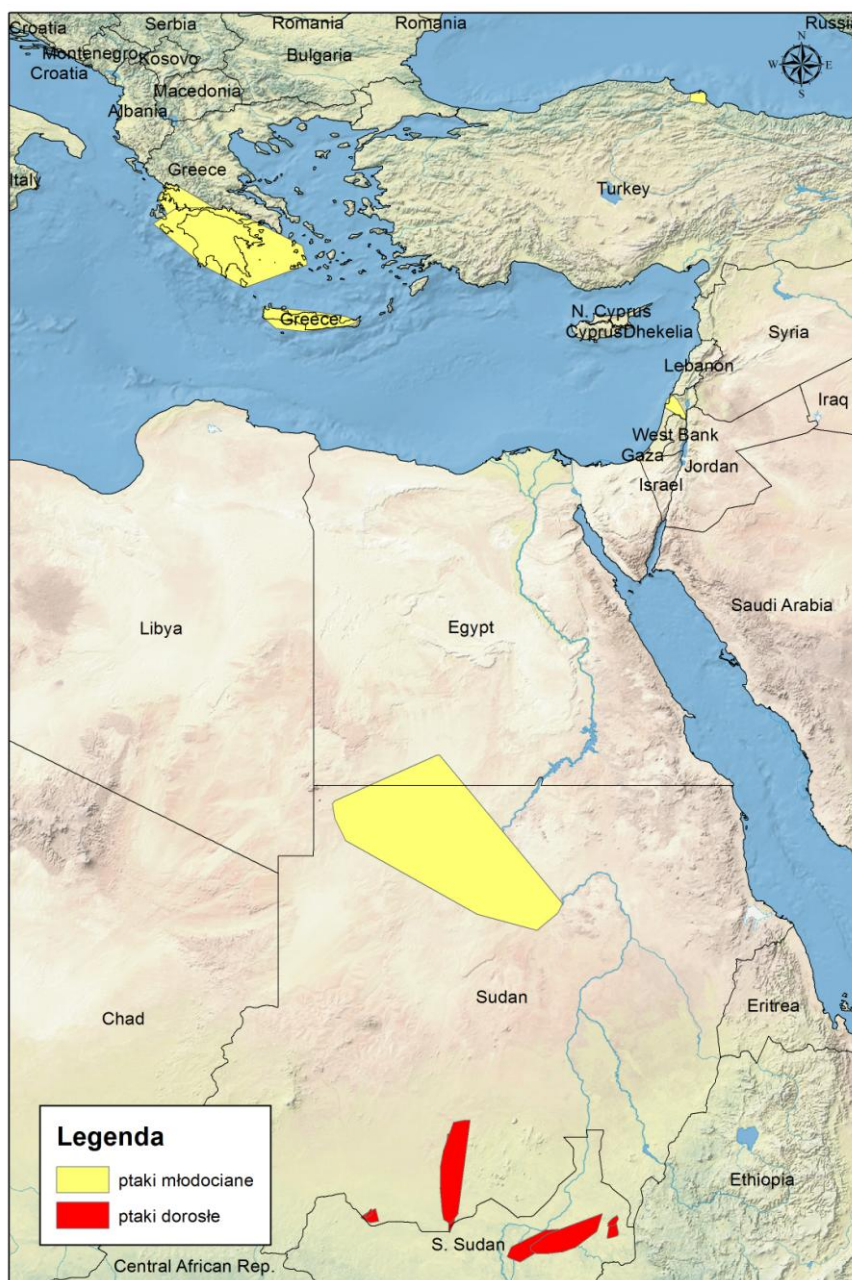 Croatia
Serbia
Romania
Romania
Russia
Montenegro
Kosovo
Bulgaria
N
W
E
S
Croatia
Macedonia
Albania
Greece
Italy
Turkey
N. Cyprus
Greece
Cyprus
Dhekelia
Syria
Lebanon
Iraq
West Bank
Gaza
Jordan
Israel
Saudi Arabia
Libya
Egypt
Sudan
Chad
Eritrea
Legenda
ptaki młodociane
ptaki dorosłe
Ethiopia
S. Sudan
Central African Rep.